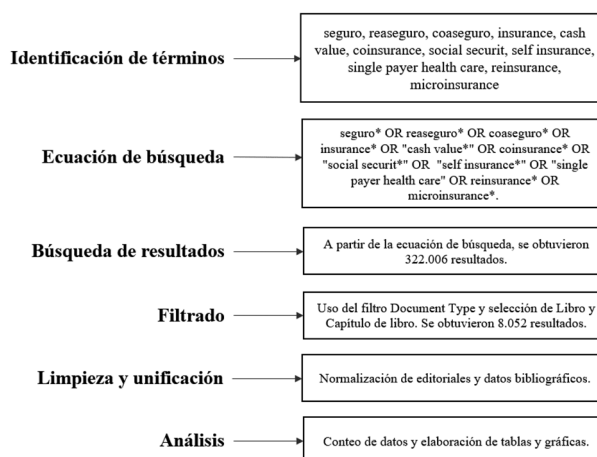 Identificación de términos
seguro, reaseguro, coaseguro, insurance, cash
value, coinsurance, social securit, self insurance,
single payer health care, reinsurance,
microinsurance
Ecuación de búsqueda
seguro* OR reaseguro* OR coaseguro* OR
insurance* OR "cash value*" OR coinsurance* OR
"social securit*" OR "self insurance*" OR "single
payer health care" OR reinsurance* OR
microinsurance*.
Búsqueda de resultados
A partir de la ecuación de búsqueda, se obtuvieron
322.006 resultados.
Filtrado
Uso del filtro Document Type y selección de Libro y
Capítulo de libro. Se obtuvieron 8.052 resultados.
Limpieza y unificación
Normalización de editoriales y datos bibliográficos.
Análisis
Conteo de datos y elaboración de tablas y gráficas.